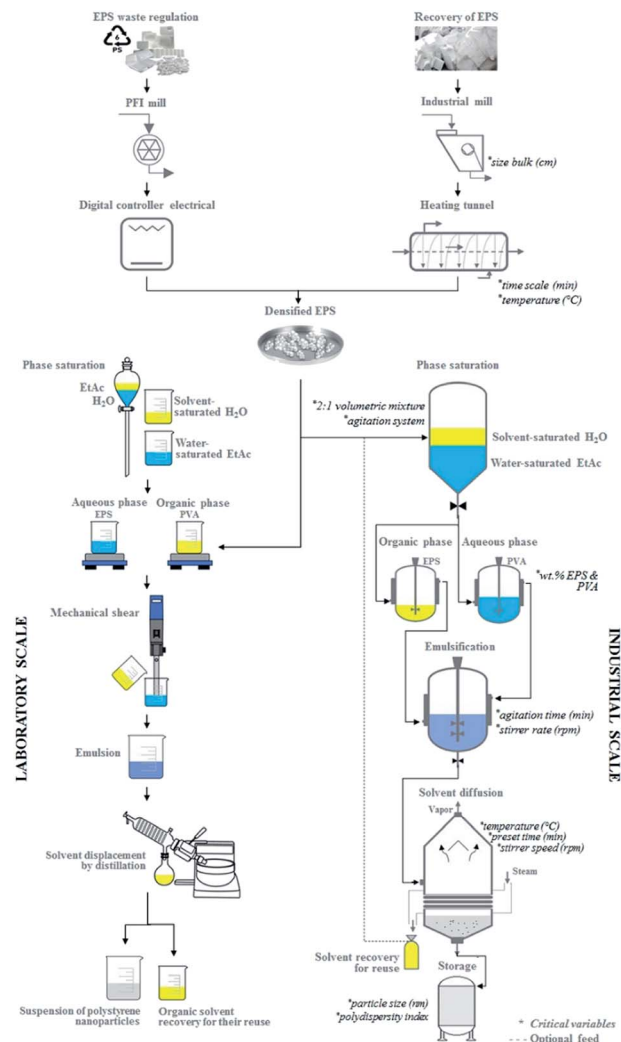 EPS waste regulation
6
PS
PFI mill
Digital controller electrical
Recovery of EPS
Industrial mill
*size bulk (cm)
Heating tunnel
*time scale (min)
*temperature (°C)
Densified EPS
Phase saturation
EtAc
H₂O
Solvent-
saturated H₂O
Water-
saturated EtAc
Aqueous phase
EPS
Organic phase
PVA
Mechanical shear
Emulsion
Solvent displacement
by distillation
Suspension of polystyrene
nanoparticles
Organic solvent
recovery for their reuse
LABORATORY SCALE
*2:1 volumetric mixture
*agitation system
Phase saturation
Solvent-saturated H₂O
Water-saturated EtAc
Organic phase
EPS
Aqueous phase
PVA
*wt.% EPS &
PVA
Emulsification
*agitation time (min)
*stirrer rate (rpm)
Solvent diffusion
Vapor
*temperature (°C)
*preset time (min)
*stirrer speed (rpm)
Steam
Solvent recovery
for reuse
Storage
*particle size (nm)
*polydispersity index
INDUSTRIAL SCALE
* Critical variables
---- Optional feed